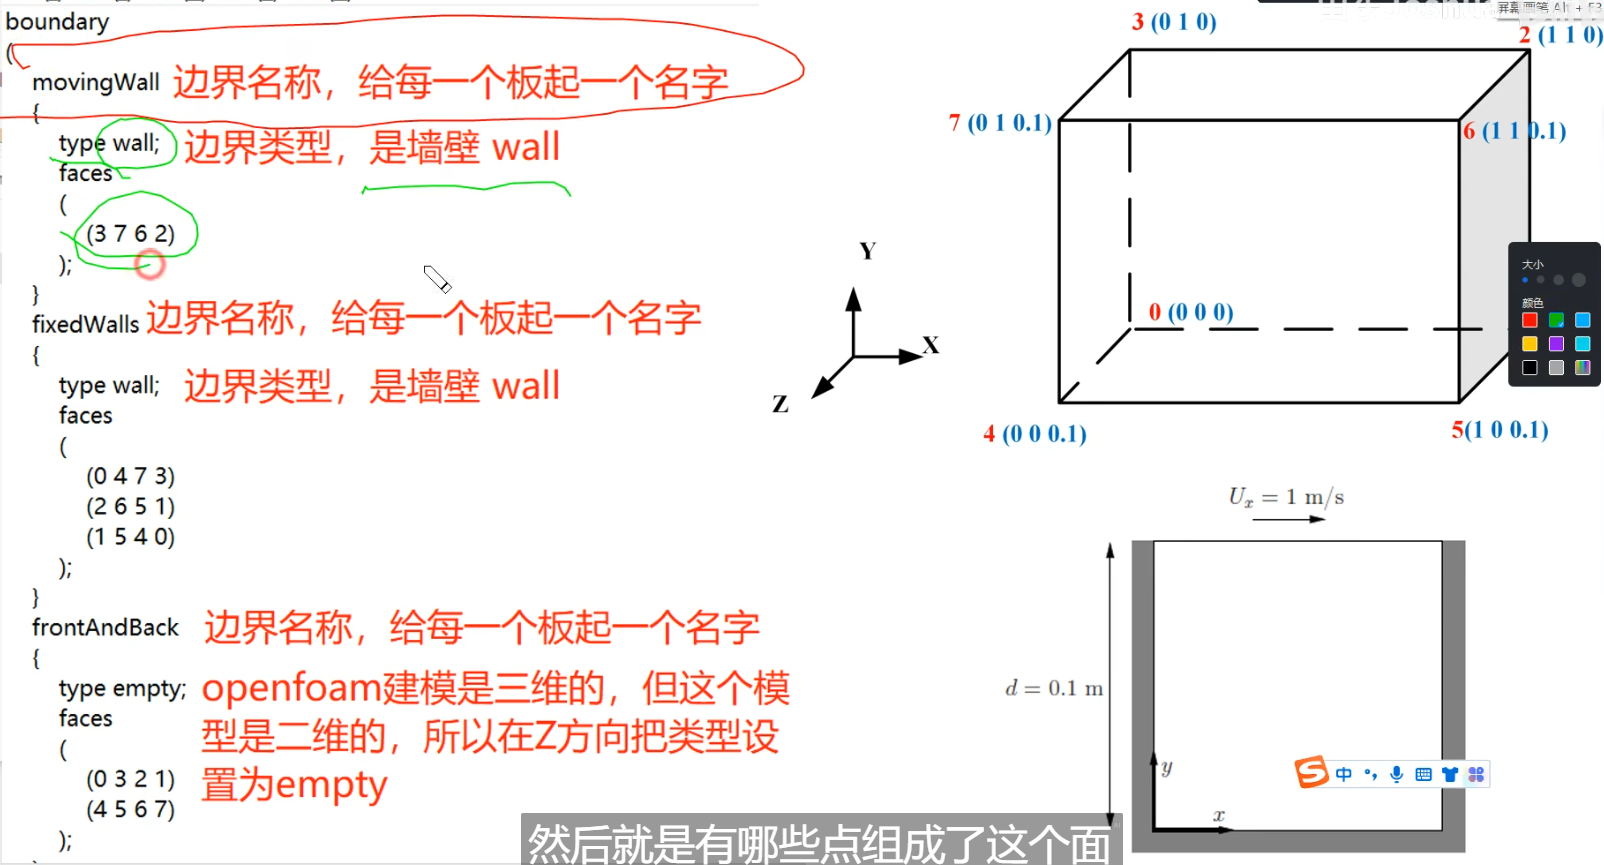 boundary
(
movingWall 边界名称，给每一个板起一个名字
{
type wall; 边界类型，是墙壁 wall
faces
(
(3 7 6 2)
);
}
fixedWalls 边界名称，给每一个板起一个名字
{
type wall; 边界类型，是墙壁 wall
faces
(
(0 4 7 3)
(2 6 5 1)
(1 5 4 0)
);
}
frontAndBack 边界名称，给每一个板起一个名字
{
type empty; openfoam建模是三维的，但这个模
型是二维的，所以在Z方向把类型设
置为empty
faces
(
(0 3 2 1)
(4 5 6 7)
);
屏幕画笔 Alt + F3
3 (0 1 0)
2 (1 1 0)
7 (0 1 0.1)
6 (1 1 0.1)
0 (0 0 0)
4 (0 0 0.1)
5(1 0 0.1)
Y
X
Z
大小
颜色
Ux = 1 m/s
d = 0.1 m
y
x
中
然后就是有哪些点组成了这个面